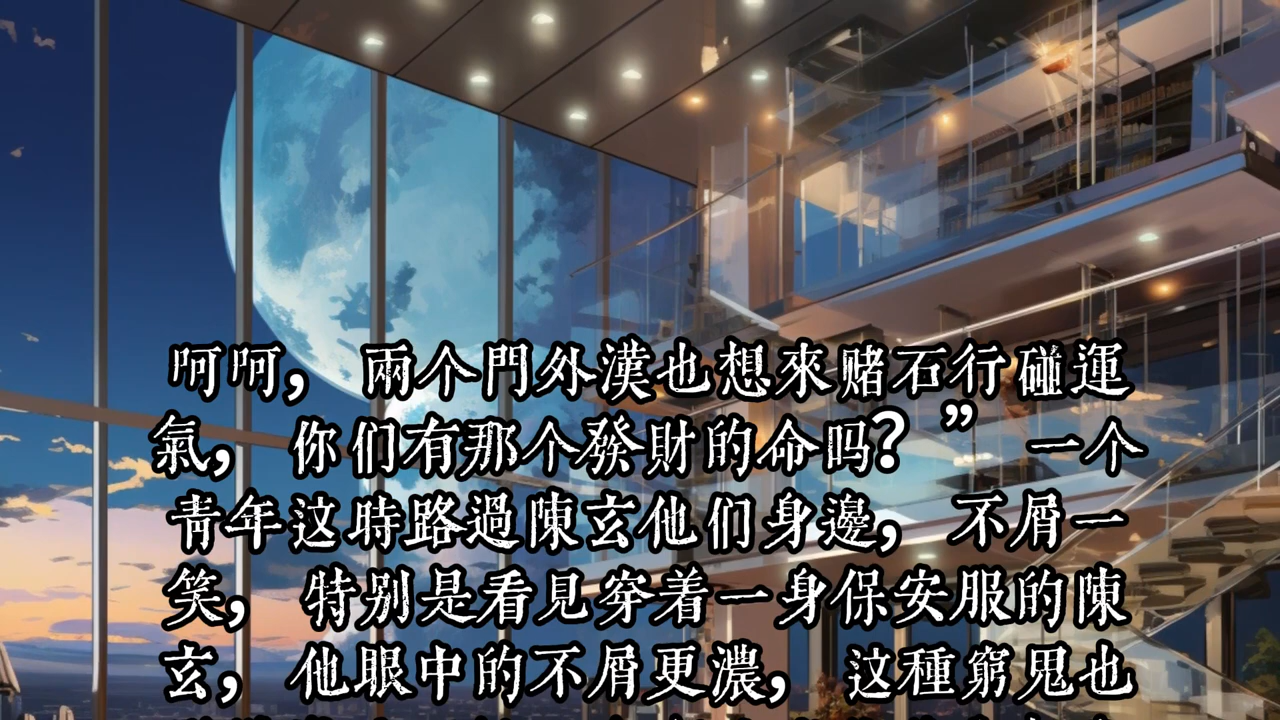 呵呵， 兩个門外漢也想來赌石行碰運
氣， 你们有那个發財的命吗？” 一个
青年这時路過陳玄他们身邊， 不屑一
笑， 特别是看見穿着一身保安服的陳
玄， 他眼中的不屑更濃， 这種窮鬼也